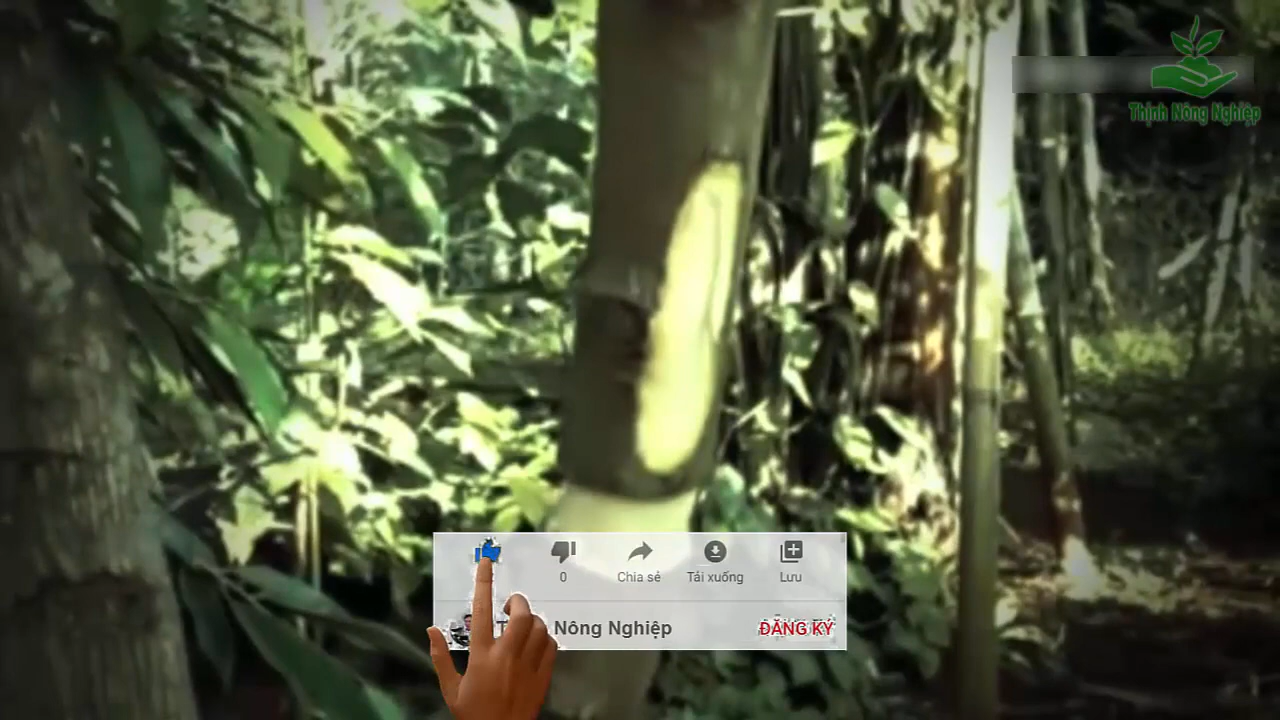 Thịnh Nông Nghiệp
0
Chia sẻ
Tải xuống
Lưu
Nông Nghiệp
ĐĂNG KÝ